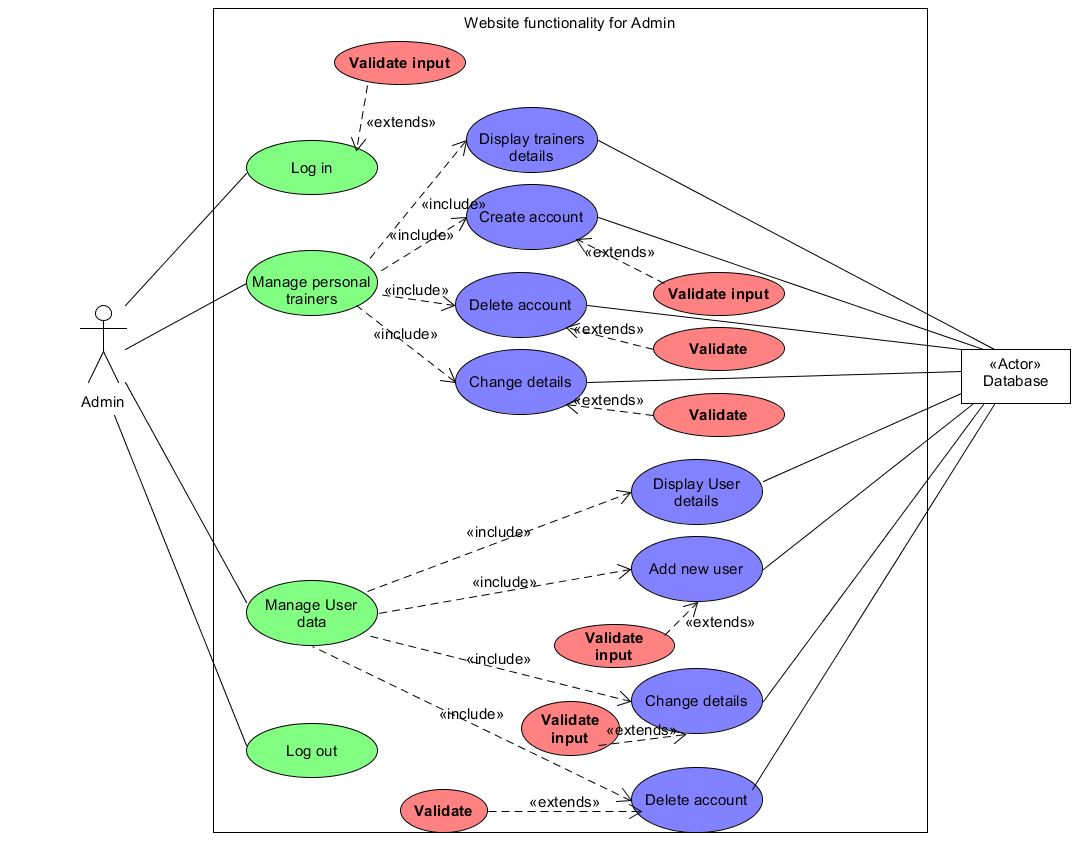 Website functionality for Admin
Validate input
«extends»
Log in
Display trainers
details
«include»
Create account
«include»
«extends»
Manage personal
trainers
«include»
Validate input
Delete account
«extends»
«include»
Validate
Change details
«extends»
Validate
«Actor»
Database
Admin
Display User
details
«include»
Add new user
«include»
Manage User
data
«extends»
Validate
input
«include»
Change details
«include»
Validate
input
«extends»
Log out
Delete account
«extends»
Validate